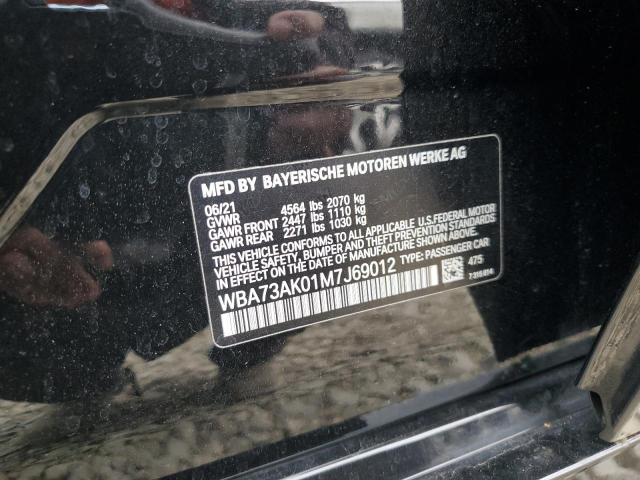 MFD BY BAYERISCHE MOTOREN WERKE AG
06/21
GVWR 4564 lbs 2070 kg
GAWR FRONT 2447 lbs 1110 kg
GAWR REAR 2271 lbs 1030 kg
THIS VEHICLE CONFORMS TO ALL APPLICABLE U.S. FEDERAL MOTOR
VEHICLE SAFETY, BUMPER, AND THEFT PREVENTION STANDARDS
IN EFFECT ON THE DATE OF MANUFACTURE SHOWN ABOVE.
WBA73AK01M7J69012 TYPE: PASSENGER CAR
475